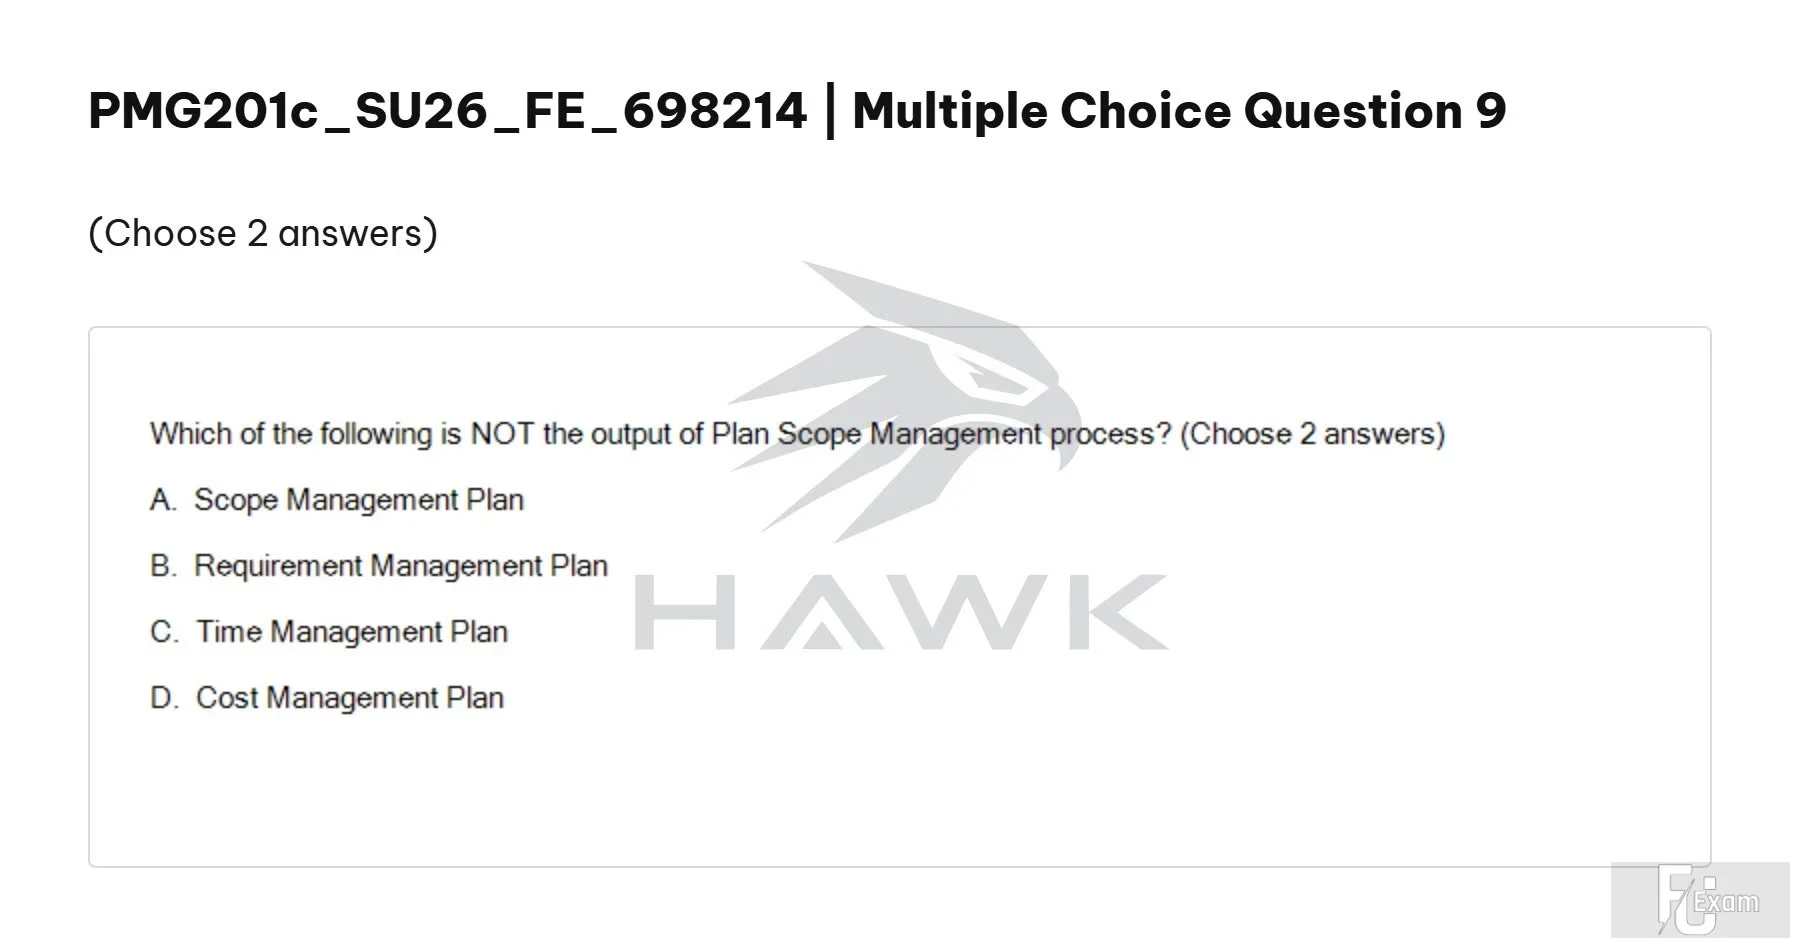 PMG201c_SU26_FE_698214 | Multiple Choice Question 9
(Choose 2 answers)
Which of the following is NOT the output of Plan Scope Management process? (Choose 2 answers)
A. Scope Management Plan
B. Requirement Management Plan
C. Time Management Plan
D. Cost Management Plan
HAWK
FU Exam